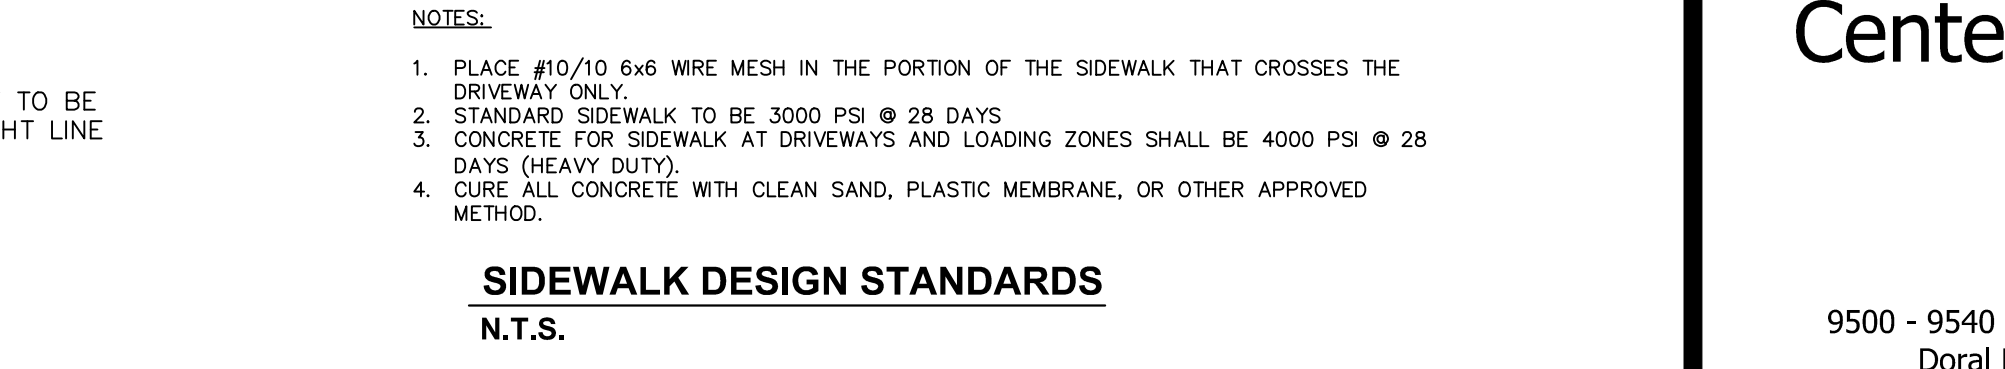 TO BE
HT LINE
NOTES:
1. PLACE #10/10 6x6 WIRE MESH IN THE PORTION OF THE SIDEWALK THAT CROSSES THE
DRIVEWAY ONLY.
2. STANDARD SIDEWALK TO BE 3000 PSI @ 28 DAYS
3. CONCRETE FOR SIDEWALK AT DRIVEWAYS AND LOADING ZONES SHALL BE 4000 PSI @ 28
DAYS (HEAVY DUTY).
4. CURE ALL CONCRETE WITH CLEAN SAND, PLASTIC MEMBRANE, OR OTHER APPROVED
METHOD.
SIDEWALK DESIGN STANDARDS
N.T.S.
Cente
9500 - 9540
Doral